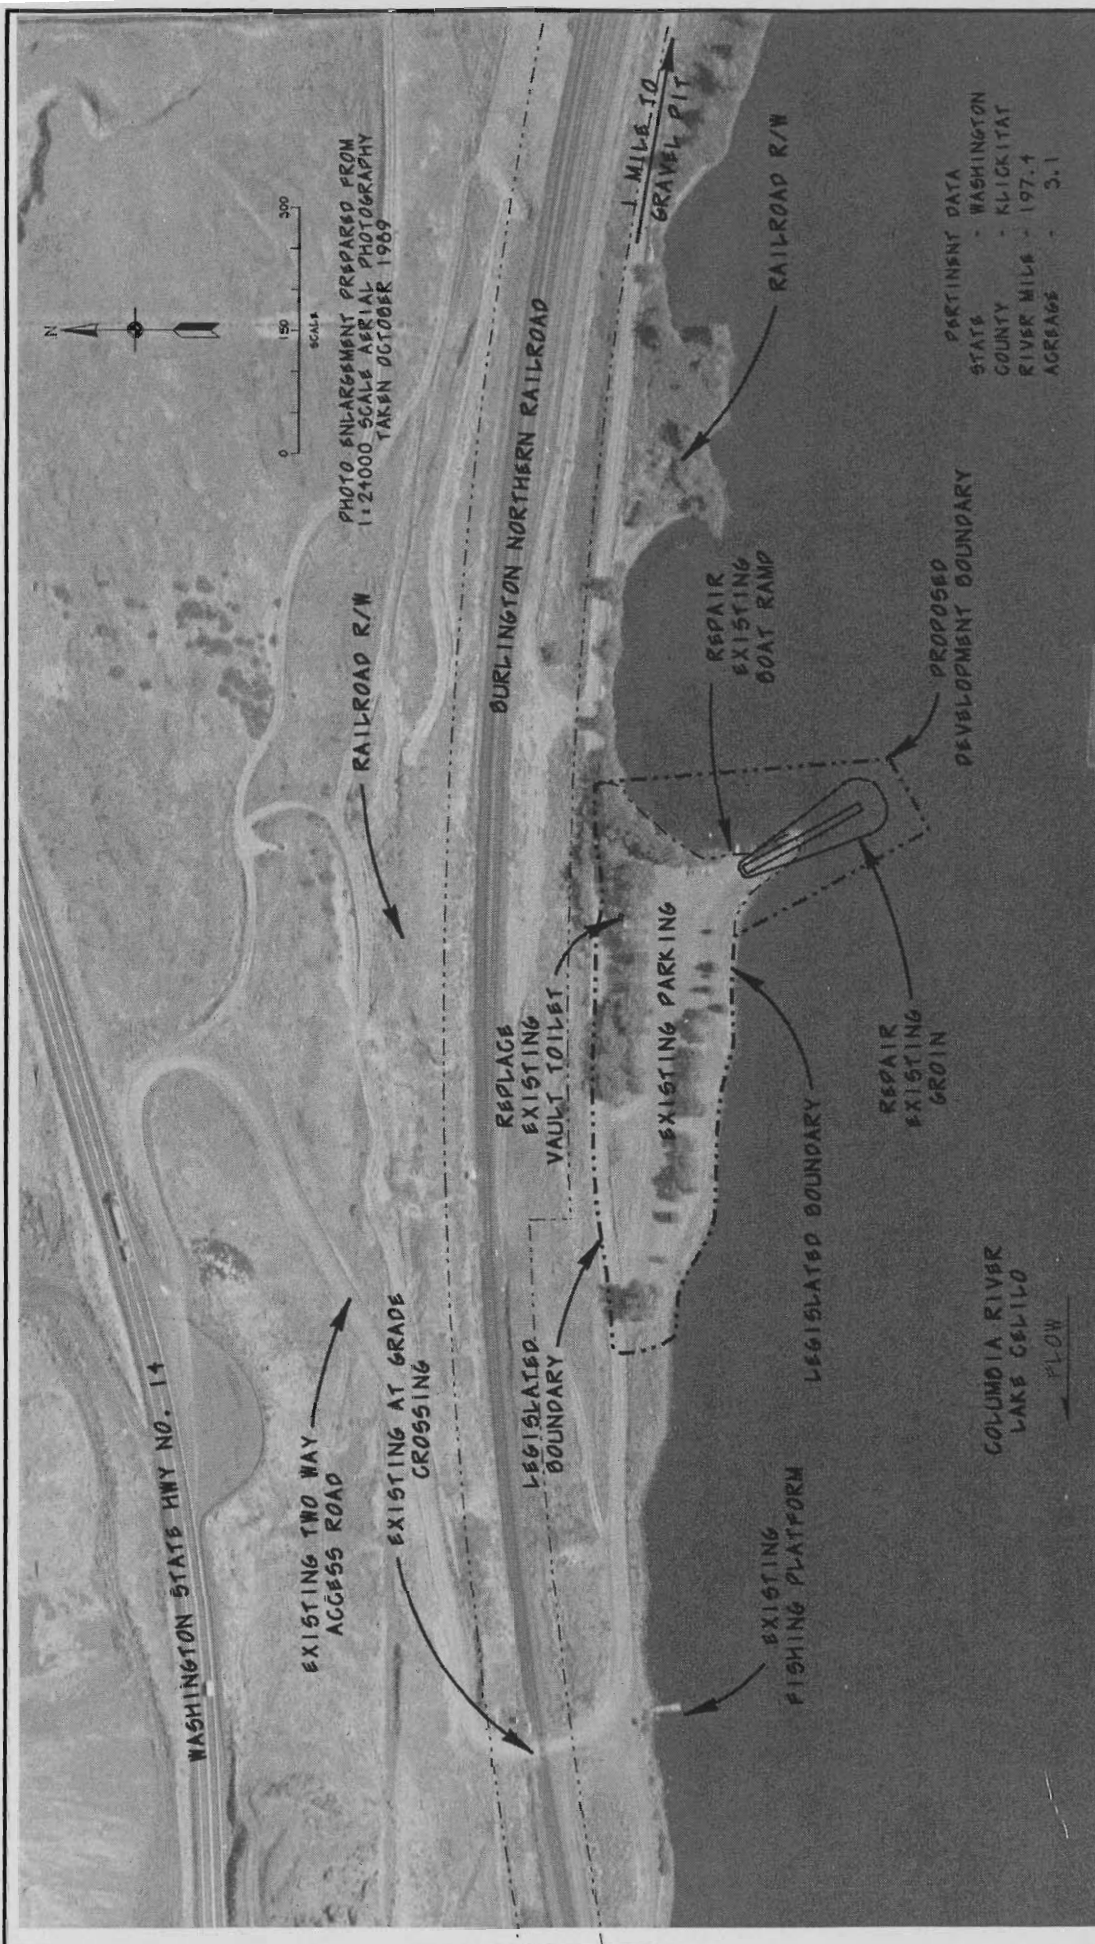 WASHINGTON STATE HWY NO. 14
N
0 150 300
SCALE
PHOTO ENLARGEMENT PREPARED FROM
1:24000 SCALE AERIAL PHOTOGRAPHY
TAKEN OCTOBER 1989
EXISTING TWO WAY
ACCESS ROAD
RAILROAD R/W
EXISTING AT GRADE
CROSSING
BURLINGTON NORTHERN RAILROAD
LEGISLATED
BOUNDARY
REPLACE
EXISTING
VAULT TOILET
1 MILE TO
GRAVEL PIT
EXISTING PARKING
RAILROAD R/W
REPAIR
EXISTING
BOAT RAMP
EXISTING
FISHING PLATFORM
LEGISLATED BOUNDARY
REPAIR
EXISTING
GROIN
PROPOSED
DEVELOPMENT BOUNDARY
PERTINENT DATA
STATE - WASHINGTON
COUNTY - KLICKITAT
RIVER MILE - 197.4
ACREAGE - 3.1
COLUMBIA RIVER
LAKE CELILO
FLOW